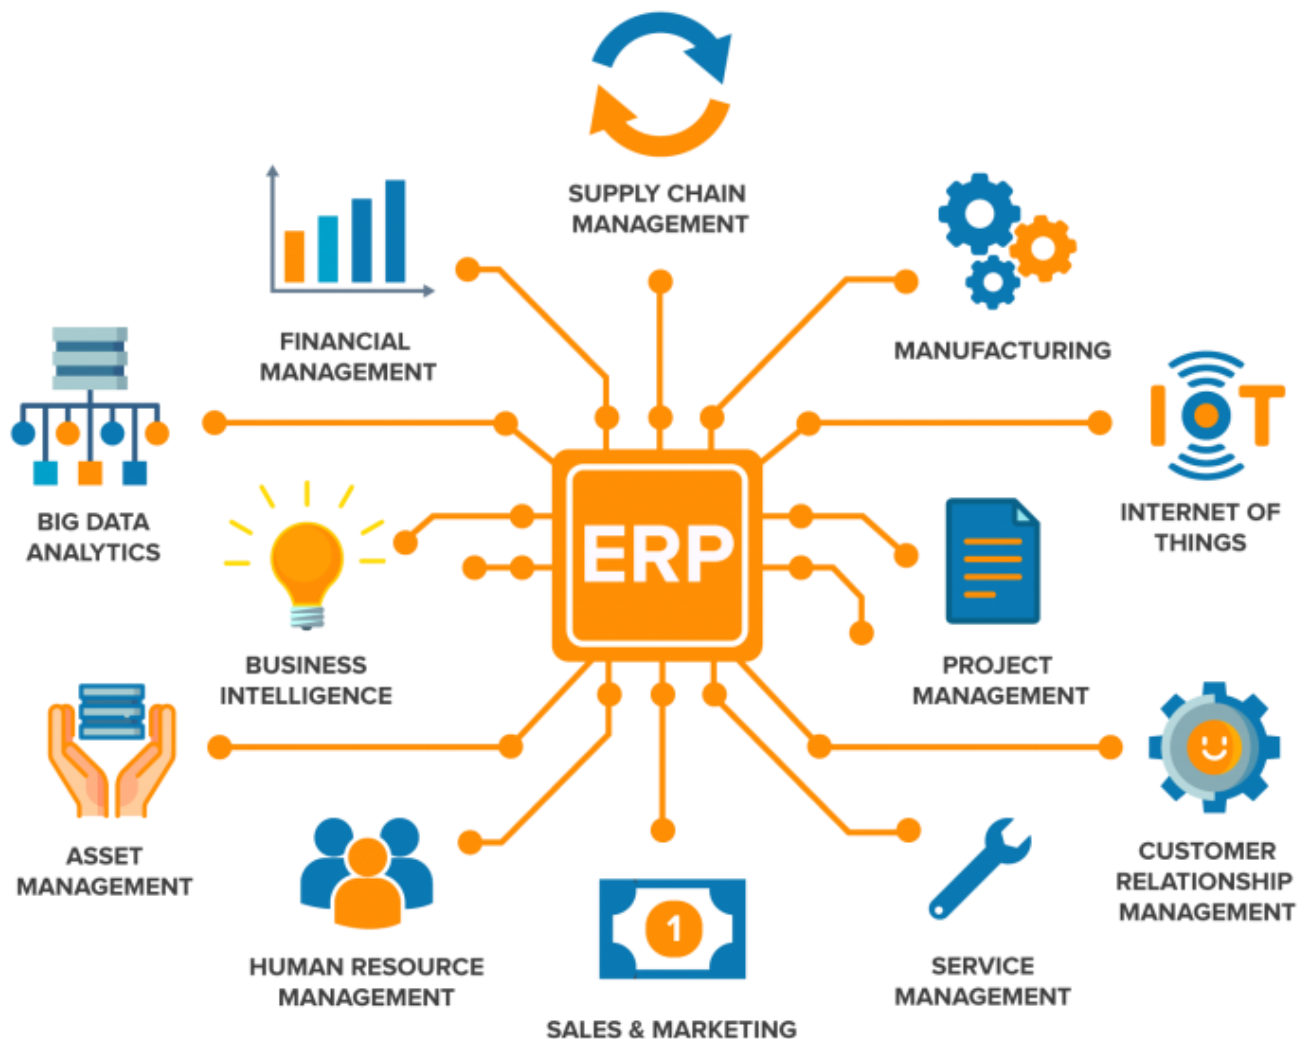 SUPPLY CHAIN
MANAGEMENT
FINANCIAL
MANAGEMENT
MANUFACTURING
IOT
INTERNET OF
THINGS
BIG DATA
ANALYTICS
ERP
BUSINESS
INTELLIGENCE
PROJECT
MANAGEMENT
ASSET
MANAGEMENT
CUSTOMER
RELATIONSHIP
MANAGEMENT
HUMAN RESOURCE
MANAGEMENT
1
SALES & MARKETING
SERVICE
MANAGEMENT